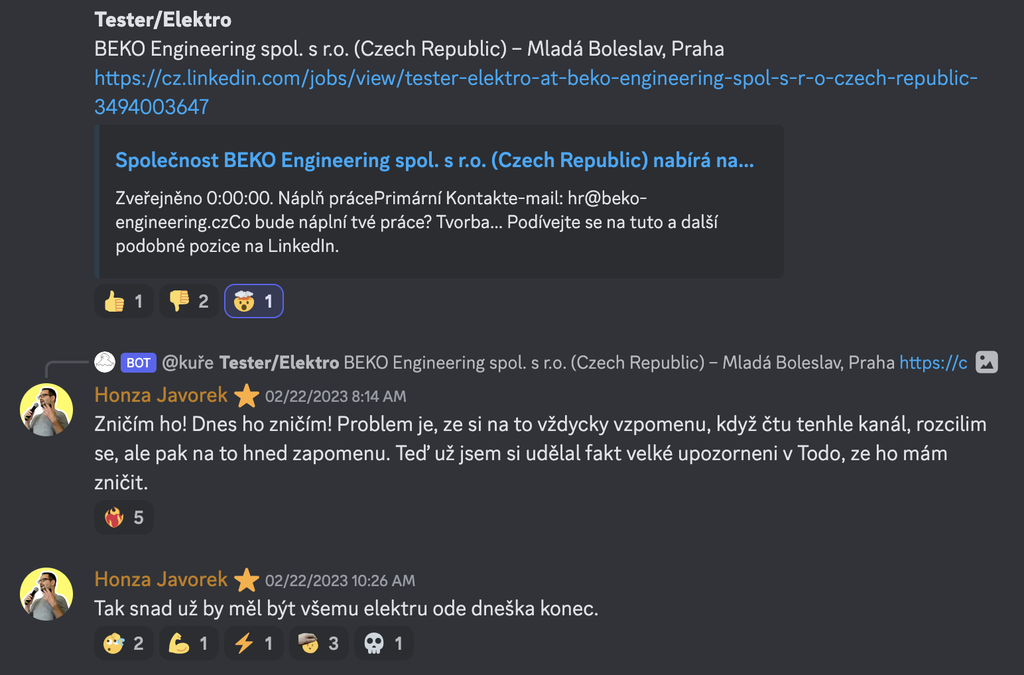 Tester/Elektro
BEKO Engineering spol. s r.o. (Czech Republic) – Mladá Boleslav, Praha
https://cz.linkedin.com/jobs/view/tester-elektro-at-beko-engineering-spol-s-r-o-czech-republic-
3494003647
Společnost BEKO Engineering spol. s r.o. (Czech Republic) nabírá na...
Zveřejněno 0:00:00. Náplň prácePrimární Kontakte-mail: hr@beko-
engineering.czCo bude náplní tvé práce? Tvorba... Podívejte se na tuto a další
podobné pozice na LinkedIn.
1 2 1
BOT @kuře Tester/Elektro BEKO Engineering spol. s r.o. (Czech Republic) – Mladá Boleslav, Praha https://c
Honza Javorek 02/22/2023 8:14 AM
Zničím ho! Dnes ho zničím! Problem je, ze si na to vždycky vzpomenu, když čtu tenhle kanál, rozcilim
se, ale pak na to hned zapomenu. Teď už jsem si udělal fakt velké upozorneni v Todo, ze ho mám
zničit.
5
Honza Javorek 02/22/2023 10:26 AM
Tak snad už by měl být všemu elektru ode dneška konec.
2 1 1 3 1